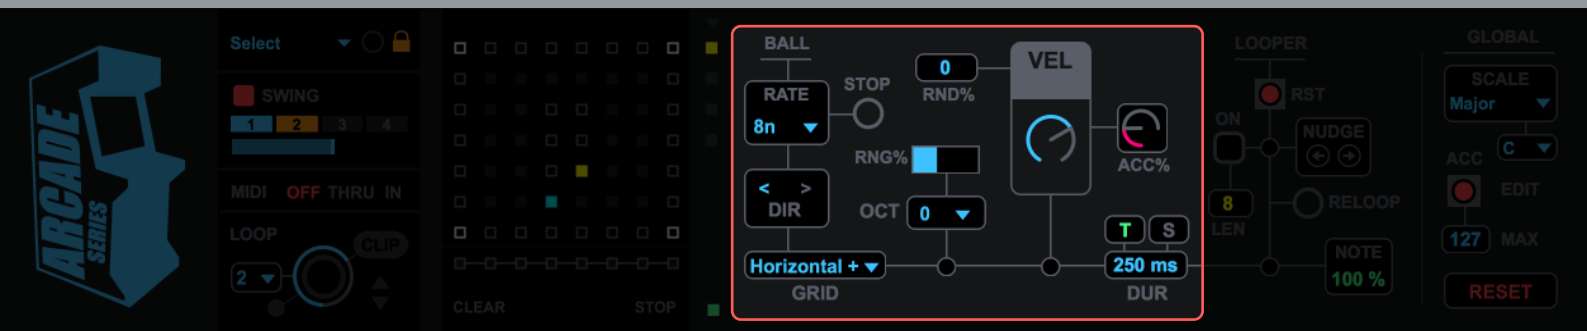 ARCADE
SERIES
Select
SWING
1 2 3 4
MIDI OFF THRU IN
LOOP
CLIP
2
CLEAR STOP
BALL
RATE
8n
STOP
< >
DIR
Horizontal +
GRID
0
RND%
RNG%
OCT 0
VEL
ACC%
T S
250 ms
DUR
LOOPER
RST
ON
NUDGE
8
LEN
RELOOP
NOTE
100 %
GLOBAL
SCALE
Major
C
ACC
EDIT
127 MAX
RESET